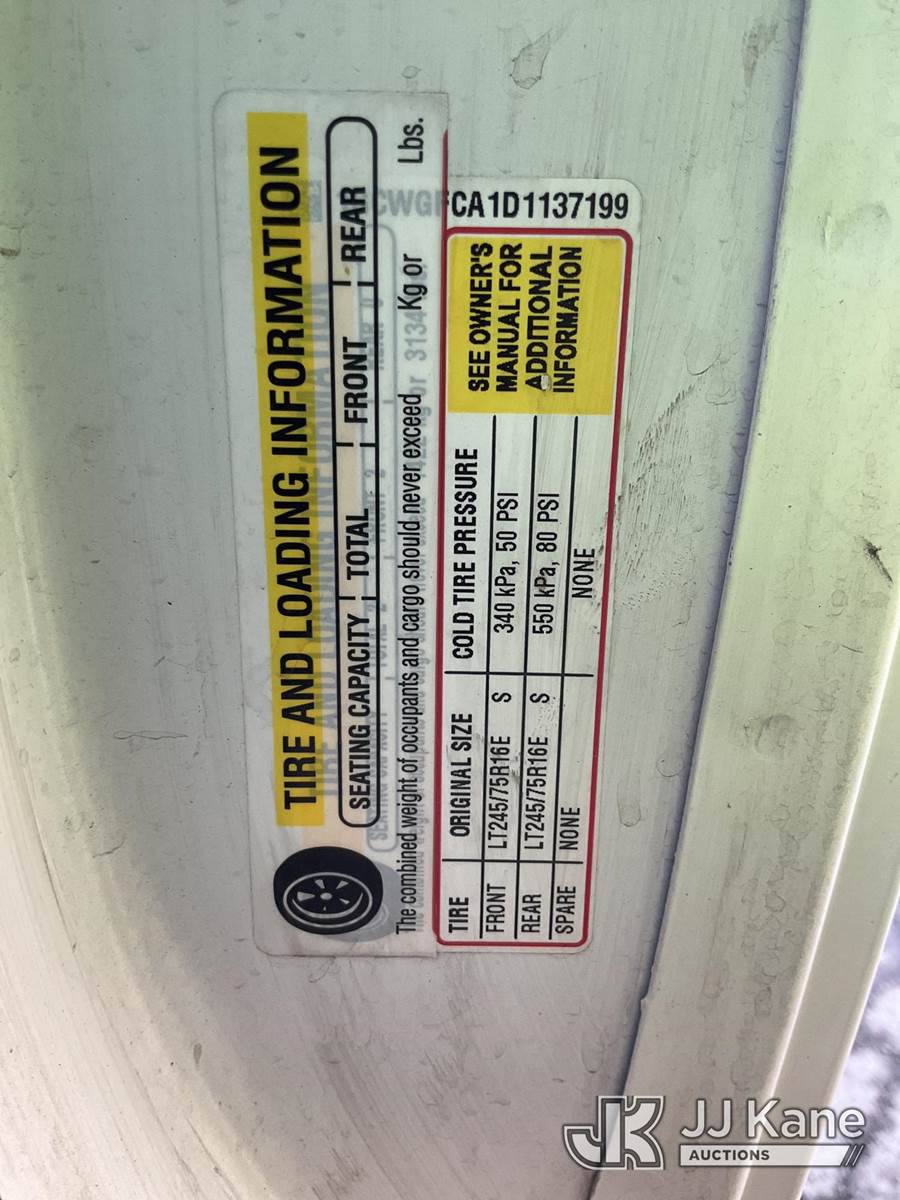 TIRE AND LOADING INFORMATION
SEATING CAPACITY TOTAL FRONT REAR
The combined weight of occupants and cargo should never exceed Kg or Lbs.
CWGFCA1D1137199
TIRE ORIGINAL SIZE COLD TIRE PRESSURE
FRONT LT245/75R16E S 340 kPa, 50 PSI
REAR LT245/75R16E S 550 kPa, 80 PSI
SPARE NONE NONE
SEE OWNER'S
MANUAL FOR
ADDITIONAL
INFORMATION
JK JJ Kane
AUCTIONS